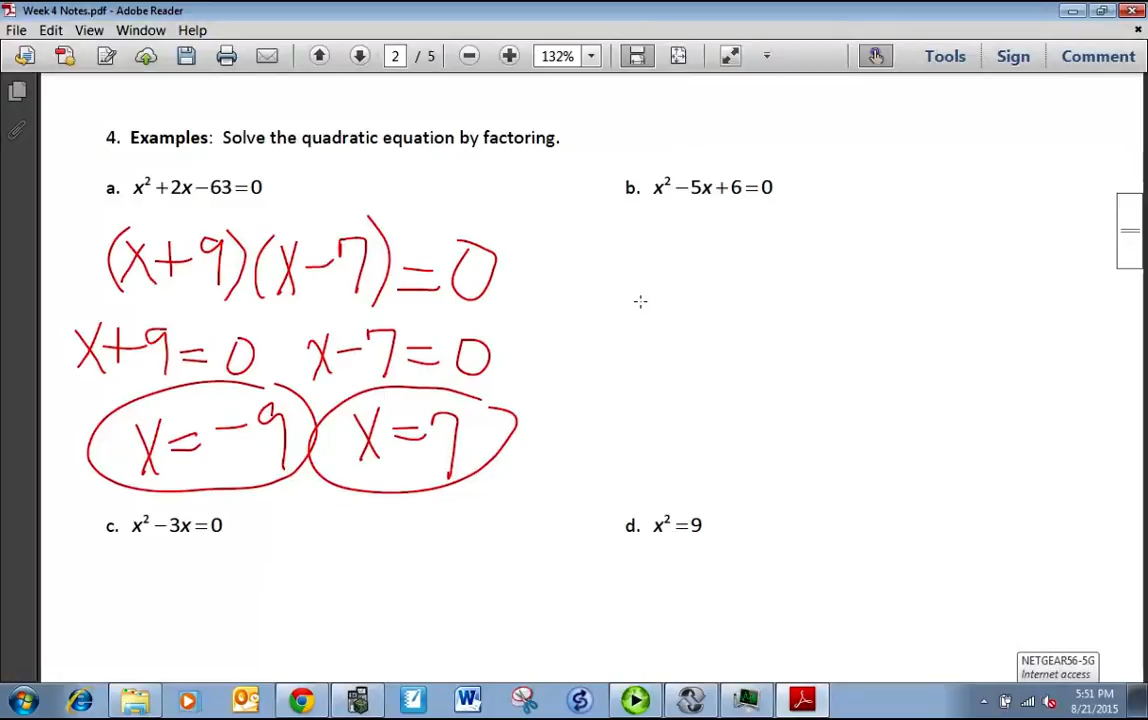 Week 4 Notes.pdf - Adobe Reader
File Edit View Window Help
2 / 5 132% Tools Sign Comment
4. Examples: Solve the quadratic equation by factoring.
a. x² + 2x − 63 = 0
b. x² − 5x + 6 = 0
(x+9)(x−7)=0
x+9=0 x−7=0
x=−9 x=7
c. x² − 3x = 0
d. x² = 9
NETGEAR56-5G
Internet access
5:51 PM
8/21/2015